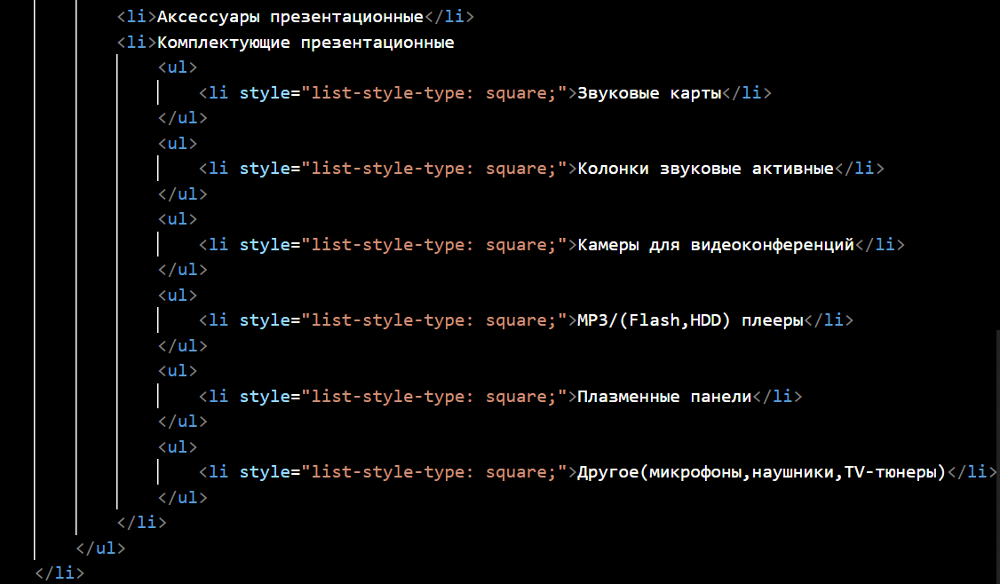 <li>Аксессуары презентационные</li>
<li>Комплектующие презентационные
<ul>
<li style="list-style-type: square;">Звуковые карты</li>
</ul>
<ul>
<li style="list-style-type: square;">Колонки звуковые активные</li>
</ul>
<ul>
<li style="list-style-type: square;">Камеры для видеоконференций</li>
</ul>
<ul>
<li style="list-style-type: square;">MP3/(Flash,HDD) плееры</li>
</ul>
<ul>
<li style="list-style-type: square;">Плазменные панели</li>
</ul>
<ul>
<li style="list-style-type: square;">Другое(микрофоны,наушники,TV-тюнеры)</li>
</ul>
</li>
</ul>
</li>